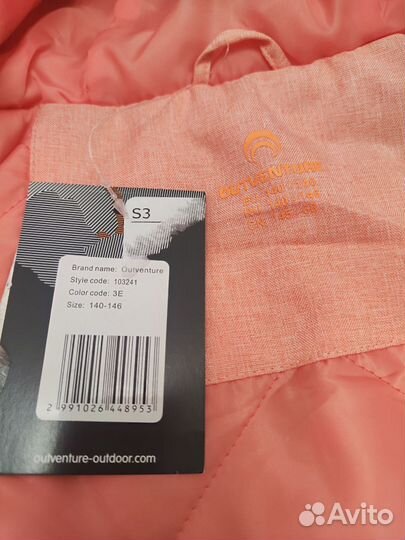 S3
Brand name: Outventure
Style code: 103241
Color code: 3E
Size: 140-146
2 991026 448953
outventure-outdoor.com
OUTVENTURE
Avito